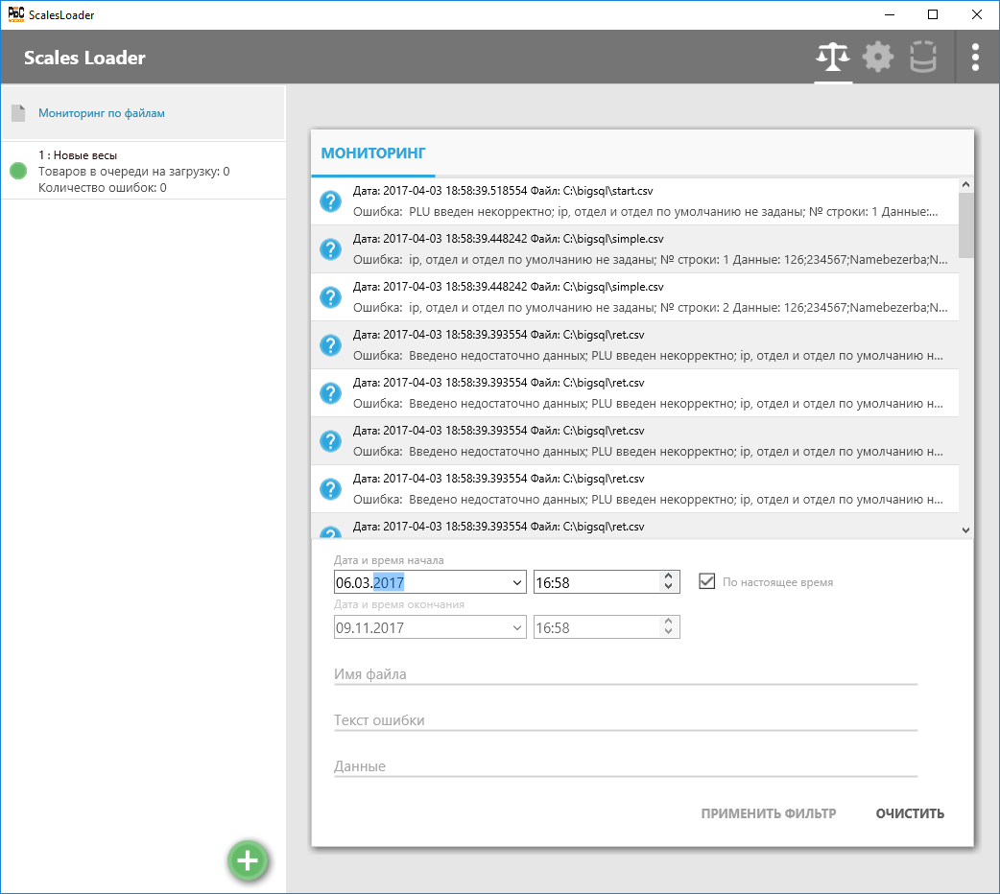 ScalesLoader
Scales Loader
Мониторинг по файлам
1 : Новые весы
Товаров в очереди на загрузку: 0
Количество ошибок: 0
МОНИТОРИНГ
Дата: 2017-04-03 18:58:39.518554 Файл: C:\bigsql\start.csv
Ошибка: PLU введен некорректно; ip, отдел и отдел по умолчанию не заданы; № строки: 1 Данные:...
Дата: 2017-04-03 18:58:39.448242 Файл: C:\bigsql\simple.csv
Ошибка: ip, отдел и отдел по умолчанию не заданы; № строки: 1 Данные: 126;234567;Namebezerba;N...
Дата: 2017-04-03 18:58:39.448242 Файл: C:\bigsql\simple.csv
Ошибка: ip, отдел и отдел по умолчанию не заданы; № строки: 2 Данные: 126;234567;Namebezerba;N...
Дата: 2017-04-03 18:58:39.393554 Файл: C:\bigsql\ret.csv
Ошибка: Введено недостаточно данных; PLU введен некорректно; ip, отдел и отдел по умолчанию н...
Дата: 2017-04-03 18:58:39.393554 Файл: C:\bigsql\ret.csv
Ошибка: Введено недостаточно данных; PLU введен некорректно; ip, отдел и отдел по умолчанию н...
Дата: 2017-04-03 18:58:39.393554 Файл: C:\bigsql\ret.csv
Ошибка: Введено недостаточно данных; PLU введен некорректно; ip, отдел и отдел по умолчанию н...
Дата: 2017-04-03 18:58:39.393554 Файл: C:\bigsql\ret.csv
Ошибка: Введено недостаточно данных; PLU введен некорректно; ip, отдел и отдел по умолчанию н...
Дата: 2017-04-03 18:58:39.393554 Файл: C:\bigsql\ret.csv
Дата и время начала
06.03.2017 16:58 По настоящее время
Дата и время окончания
09.11.2017 16:58
Имя файла
Текст ошибки
Данные
ПРИМЕНИТЬ ФИЛЬТР ОЧИСТИТЬ